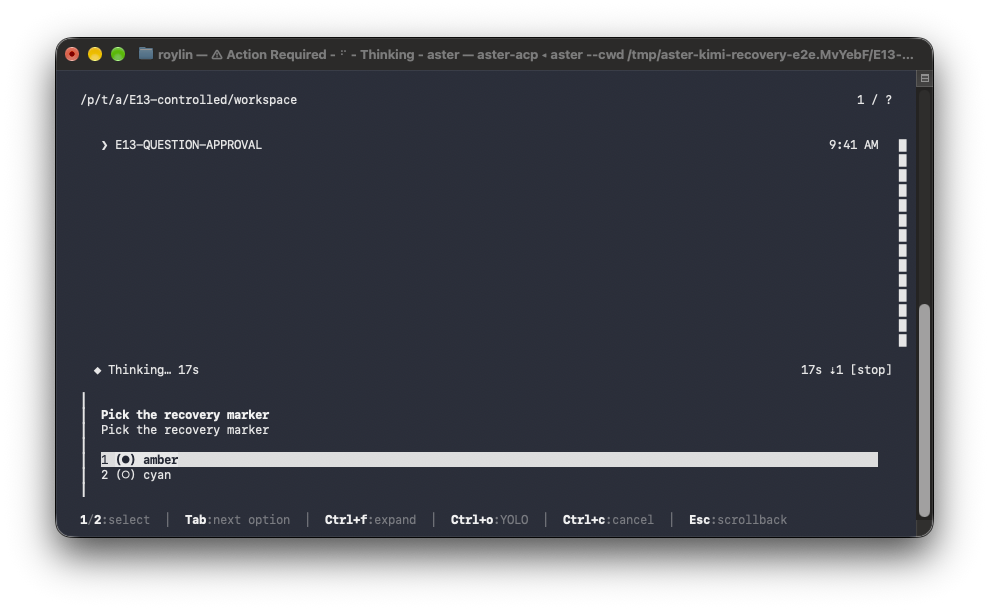 roylin — ⚠ Action Required - ⠋ - Thinking - aster — aster-acp ◂ aster --cwd /tmp/aster-kimi-recovery-e2e.MvYebF/E13-…
/p/t/a/E13-controlled/workspace 1 / ?
❯ E13-QUESTION-APPROVAL 9:41 AM
◆ Thinking… 17s 17s ↓1 [stop]
Pick the recovery marker
Pick the recovery marker
1 (●) amber
2 (○) cyan
1/2:select │ Tab:next option │ Ctrl+f:expand │ Ctrl+o:YOLO │ Ctrl+c:cancel │ Esc:scrollback